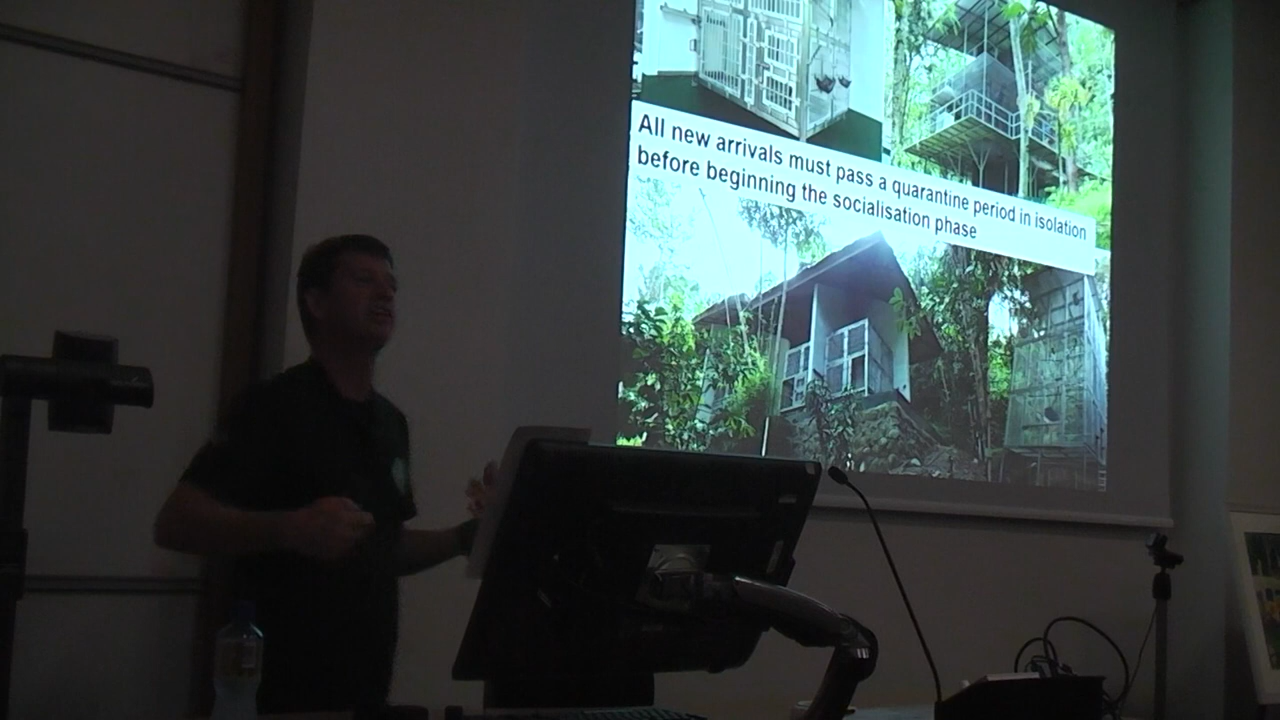 All new arrivals must pass a quarantine period in isolation
before beginning the socialisation phase